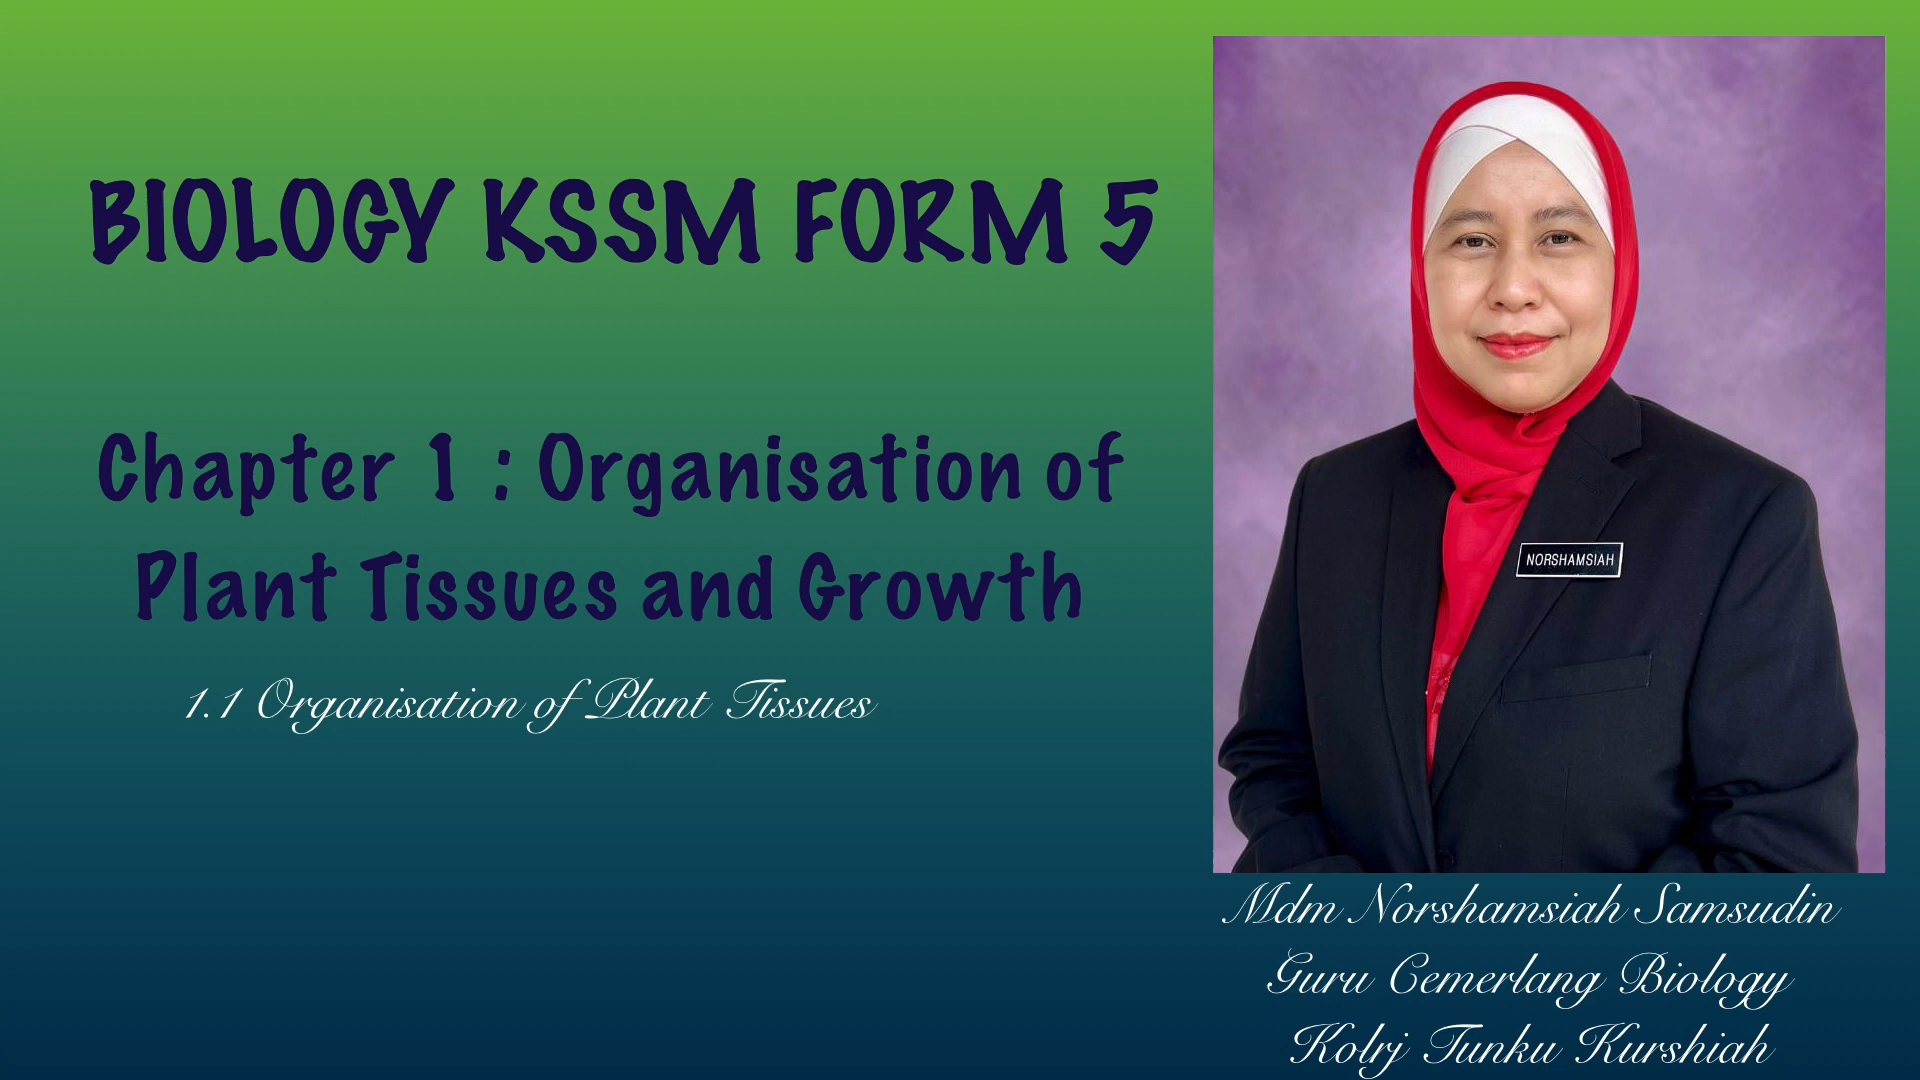 BIOLOGY KSSM FORM 5
Chapter 1 : Organisation of
Plant Tissues and Growth
1.1 Organisation of Plant Tissues
NORSHAMSIAH
Mdm Norshamsiah Samsudin
Guru Cemerlang Biology
Kolej Tunku Kurshiah